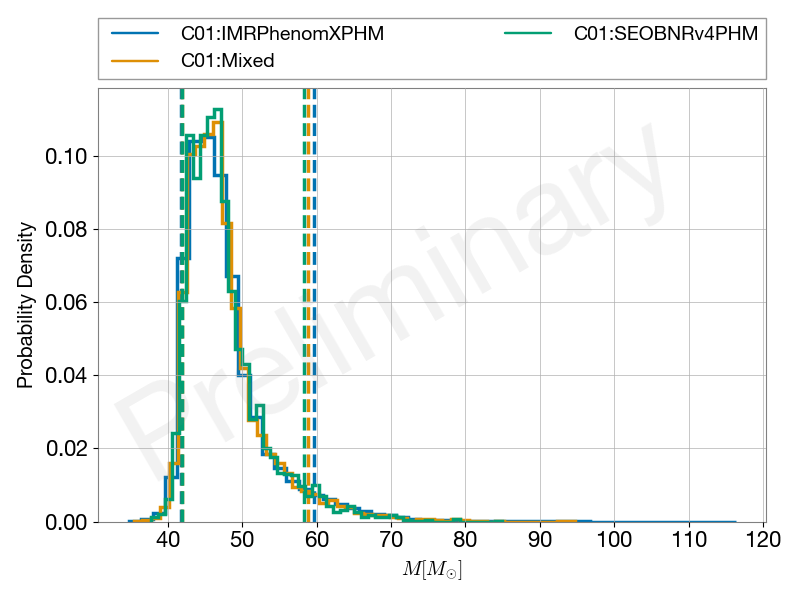 C01:IMRPhenomXPHM
C01:SEOBNRv4PHM
C01:Mixed
Preliminary
Probability Density
0.10
0.08
0.06
0.04
0.02
0.00
40 50 60 70 80 90 100 110 120
M[M⊙]